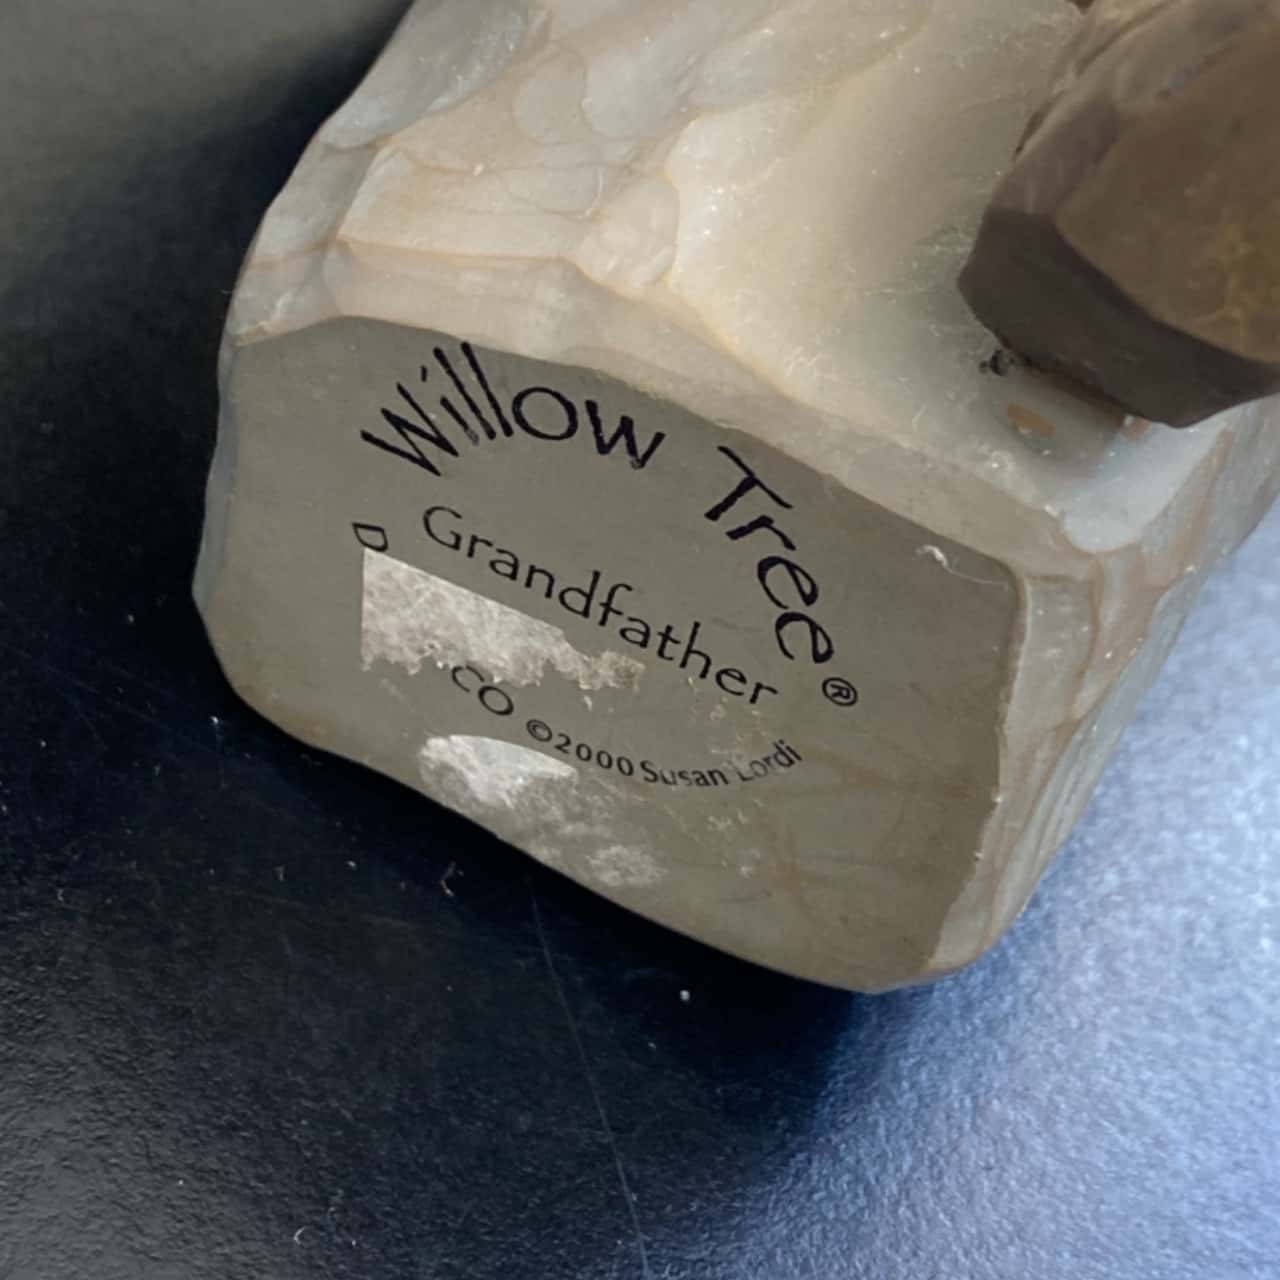 Willow Tree®
Grandfather
D
CO ©2000 Susan Lordi